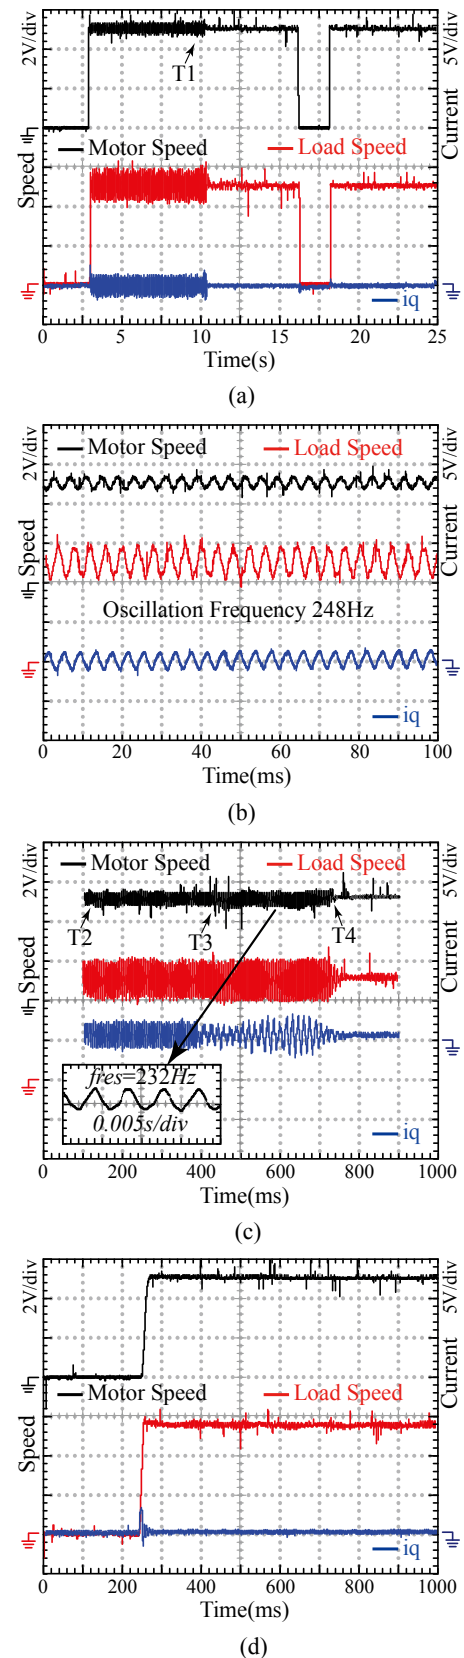 2V/div
5V/div
T1
Motor Speed
Load Speed
Speed
Current
iq
0 5 10 15 20 25
Time(s)
(a)
2V/div
5V/div
Motor Speed
Load Speed
Speed
Current
Oscillation Frequency 248Hz
iq
0 20 40 60 80 100
Time(ms)
(b)
2V/div
5V/div
Motor Speed
Load Speed
T2
T3
T4
Speed
Current
fres=232Hz
0.005s/div
iq
0 200 400 600 800 1000
Time(ms)
(c)
2V/div
5V/div
Motor Speed
Load Speed
Speed
Current
iq
0 200 400 600 800 1000
Time(ms)
(d)